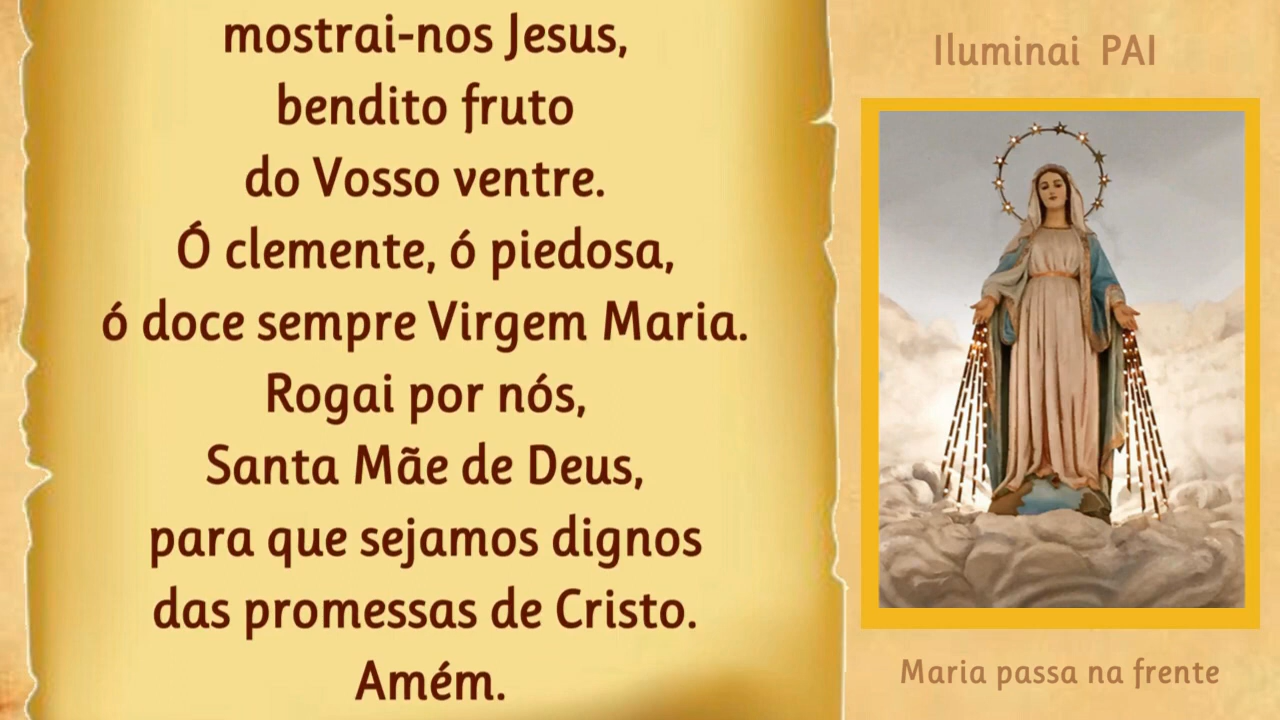 mostrai-nos Jesus,
bendito fruto
do Vosso ventre.
Ó clemente, ó piedosa,
ó doce sempre Virgem Maria.
Rogai por nós,
Santa Mãe de Deus,
para que sejamos dignos
das promessas de Cristo.
Amém.
Iluminai PAI
Maria passa na frente